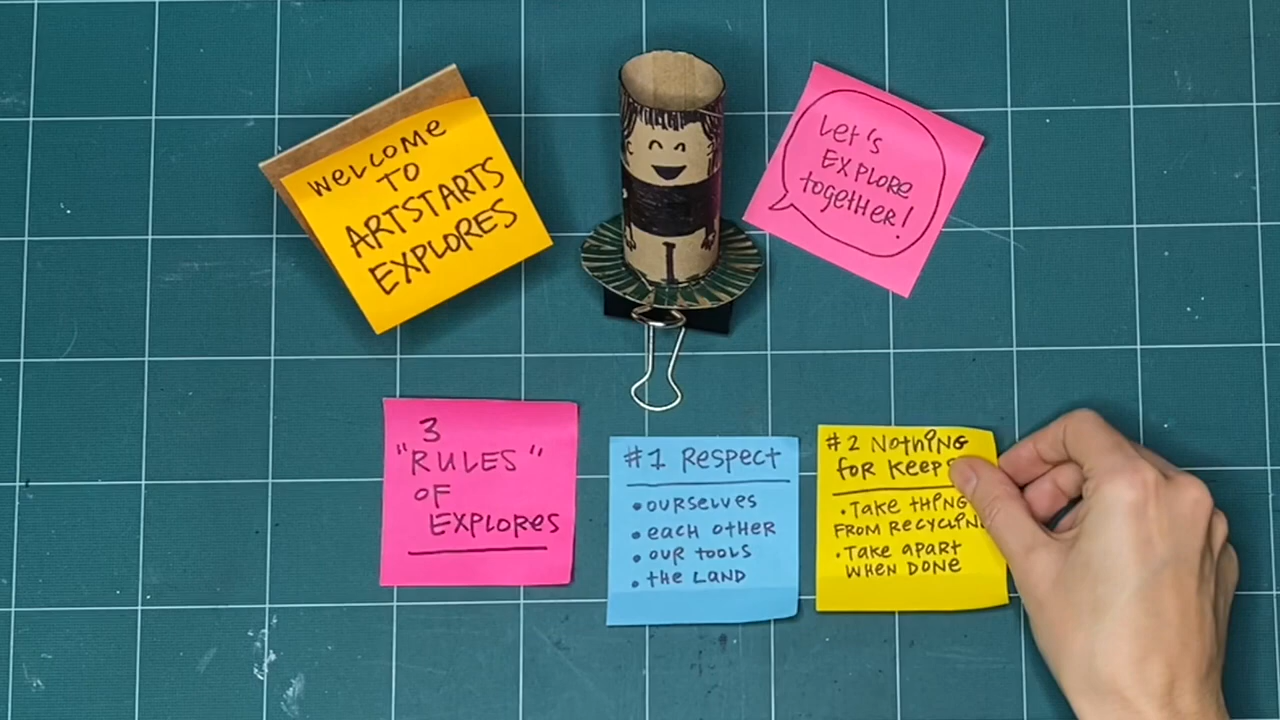 WELCOME
TO
ARTSTARTS
EXPLORES
Let's
EXPLORE
together!
3
"RULES"
OF
EXPLORES
#1 Respect
• OURSELVES
• EACH OTHER
• OUR TOOLS
• THE LAND
#2 Nothing
for
• TAKE
FROM
• TAKE APART
WHEN DONE